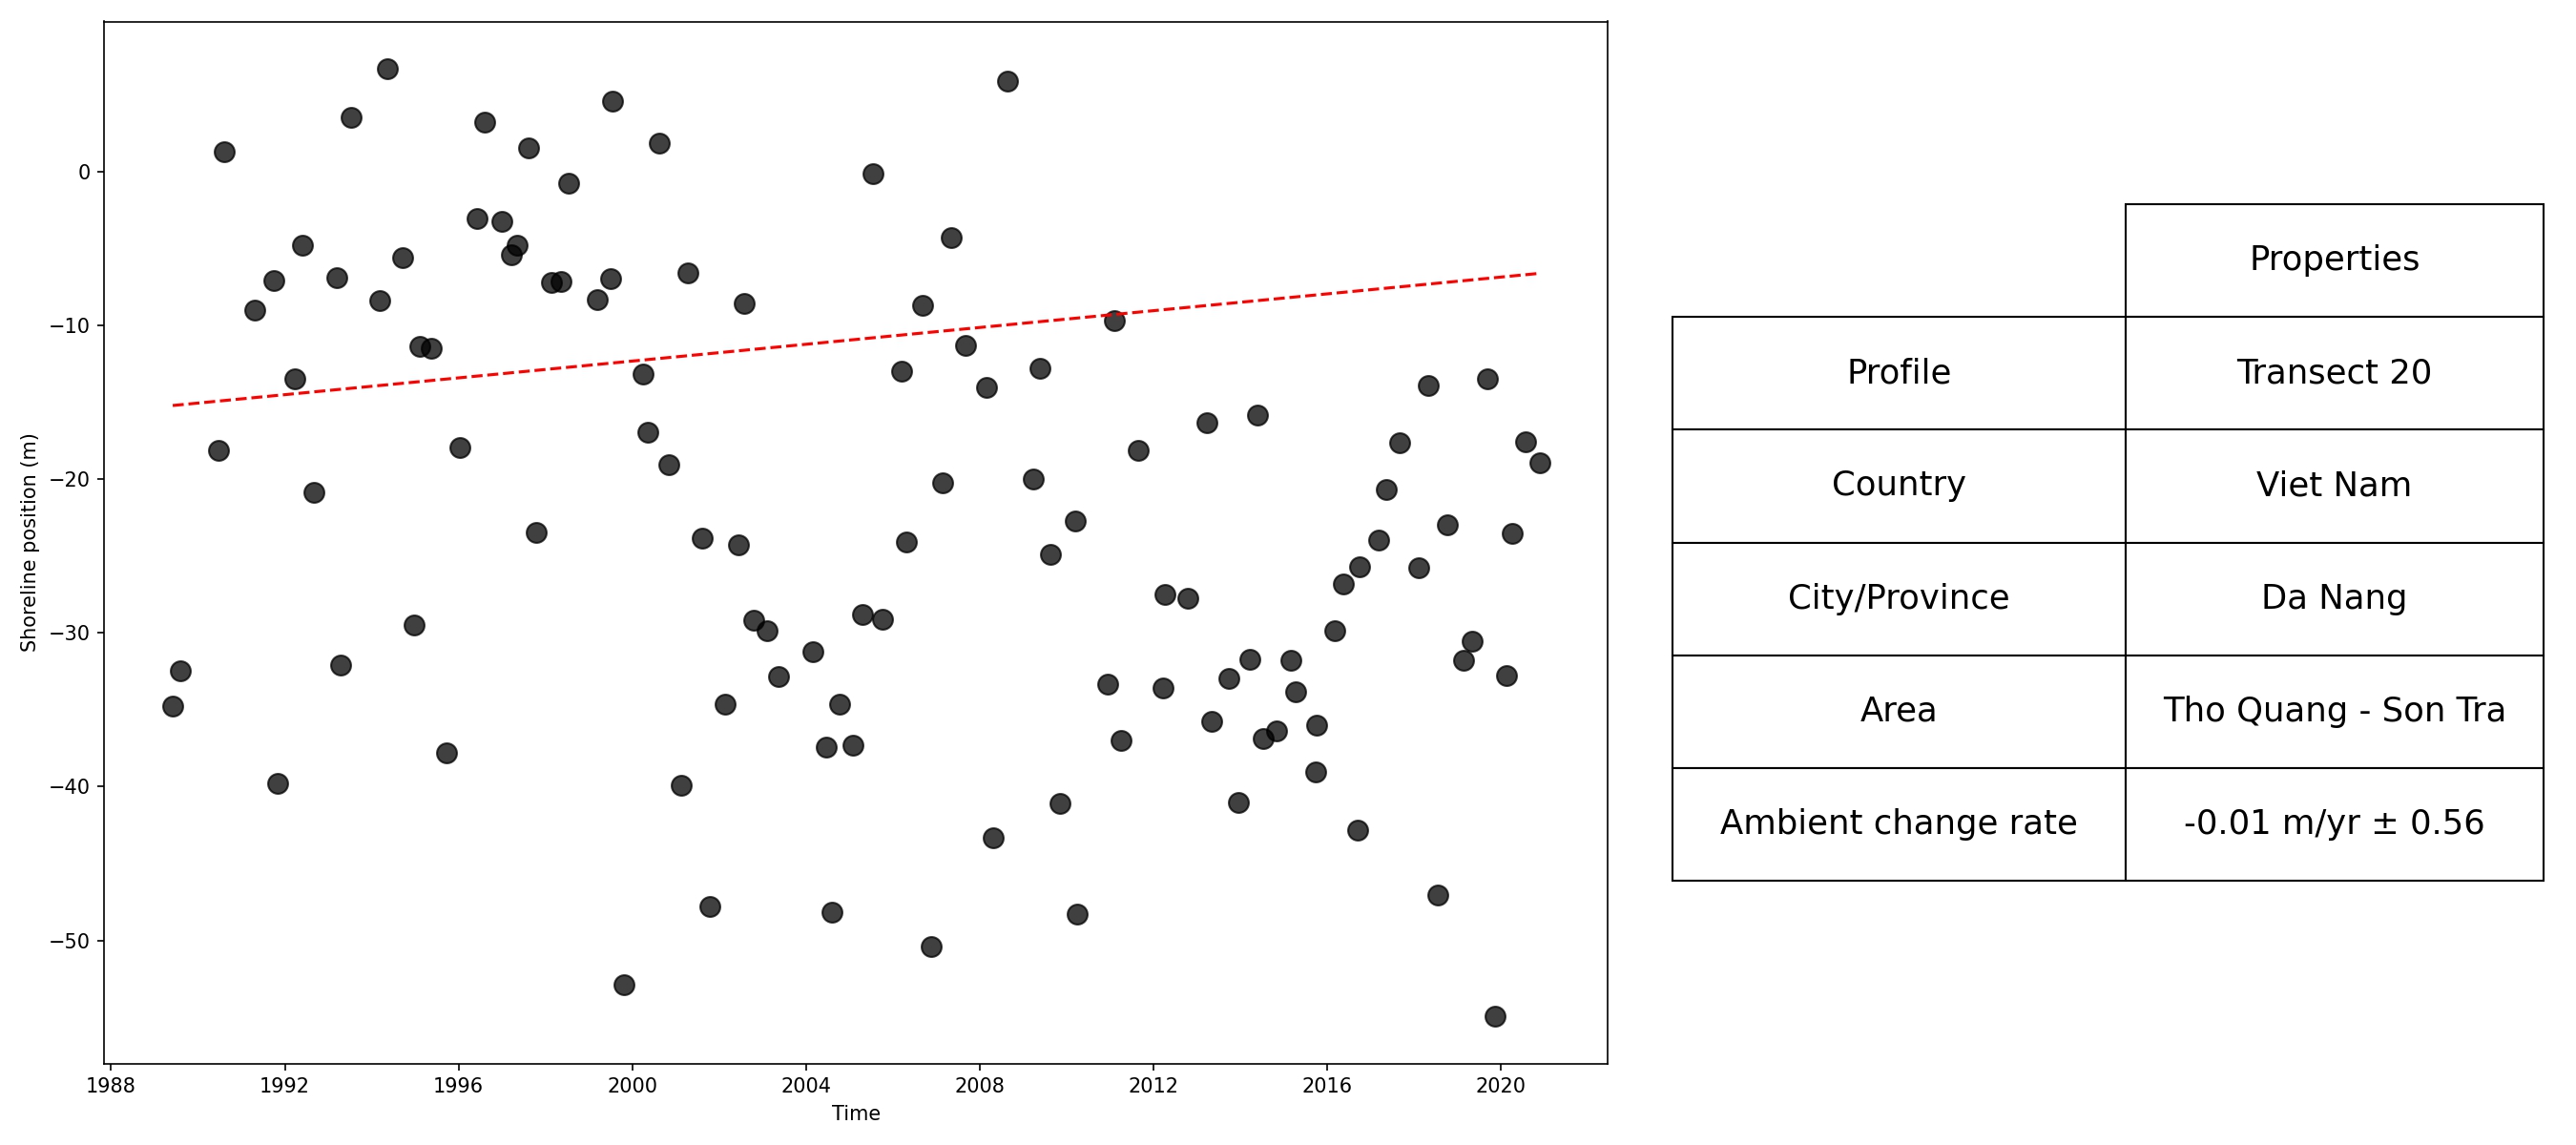 0
−10
−20
−30
−40
−50
Shoreline position (m)
1988 1992 1996 2000 2004 2008 2012 2016 2020
Time
Properties
Profile Transect 20
Country Viet Nam
City/Province Da Nang
Area Tho Quang - Son Tra
Ambient change rate -0.01 m/yr ± 0.56